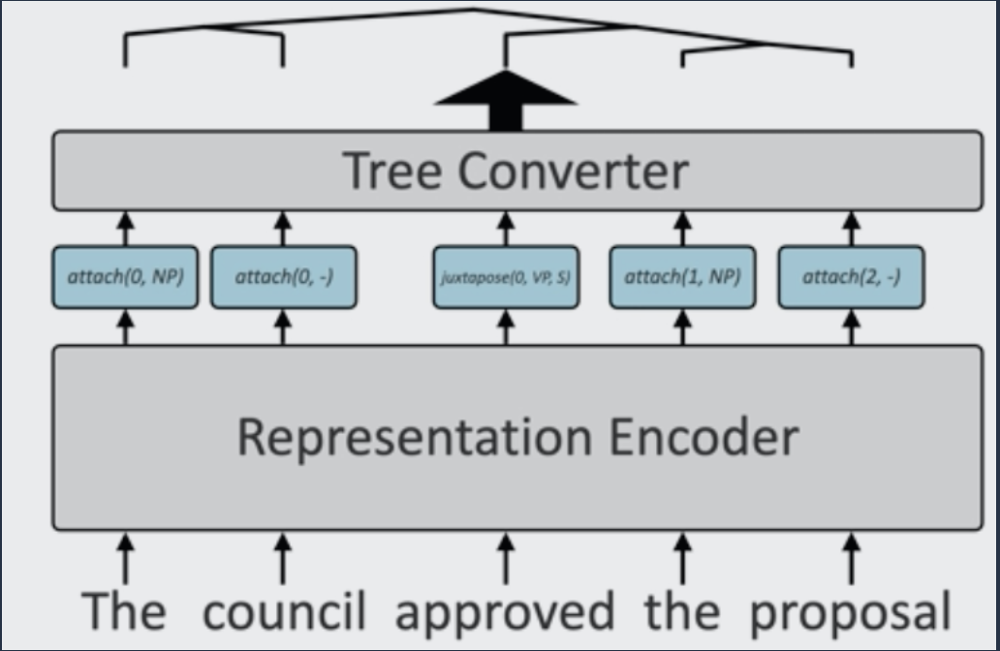 Tree Converter
attach(0, NP) attach(0, -) juxtapose(0, VP, S) attach(1, NP) attach(2, -)
Representation Encoder
The council approved the proposal